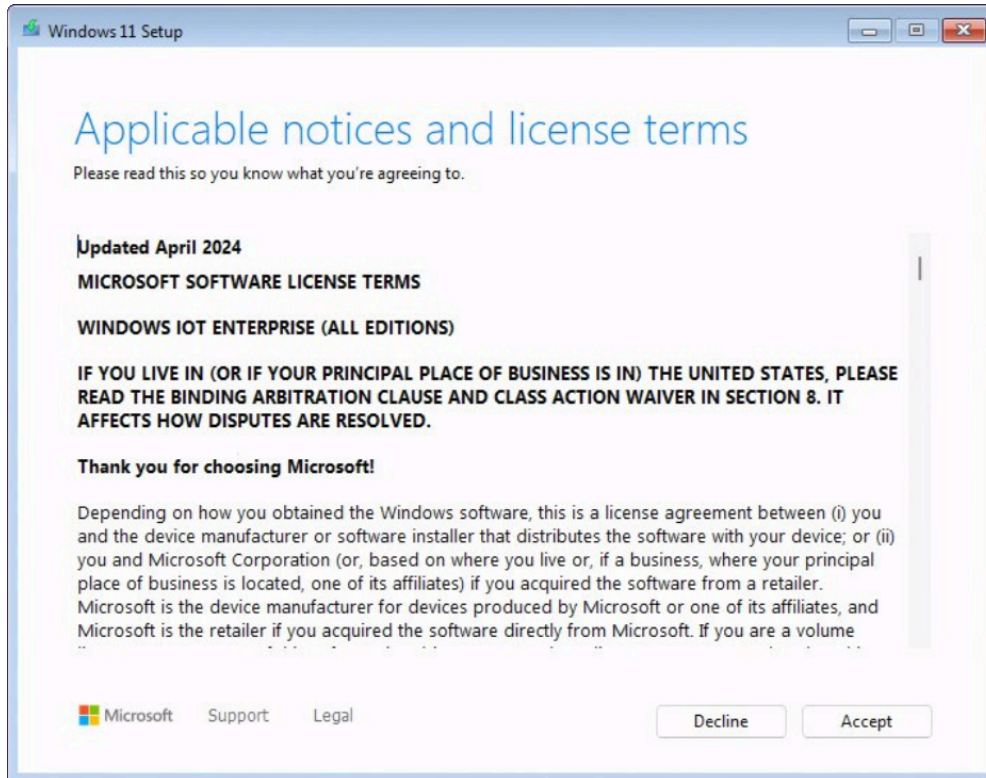 Windows 11 Setup
Applicable notices and license terms
Please read this so you know what you're agreeing to.
Updated April 2024
MICROSOFT SOFTWARE LICENSE TERMS
WINDOWS IOT ENTERPRISE (ALL EDITIONS)
IF YOU LIVE IN (OR IF YOUR PRINCIPAL PLACE OF BUSINESS IS IN) THE UNITED STATES, PLEASE
READ THE BINDING ARBITRATION CLAUSE AND CLASS ACTION WAIVER IN SECTION 8. IT
AFFECTS HOW DISPUTES ARE RESOLVED.
Thank you for choosing Microsoft!
Depending on how you obtained the Windows software, this is a license agreement between (i) you
and the device manufacturer or software installer that distributes the software with your device; or (ii)
you and Microsoft Corporation (or, based on where you live or, if a business, where your principal
place of business is located, one of its affiliates) if you acquired the software from a retailer.
Microsoft is the device manufacturer for devices produced by Microsoft or one of its affiliates, and
Microsoft is the retailer if you acquired the software directly from Microsoft. If you are a volume
Microsoft Support Legal
Decline Accept